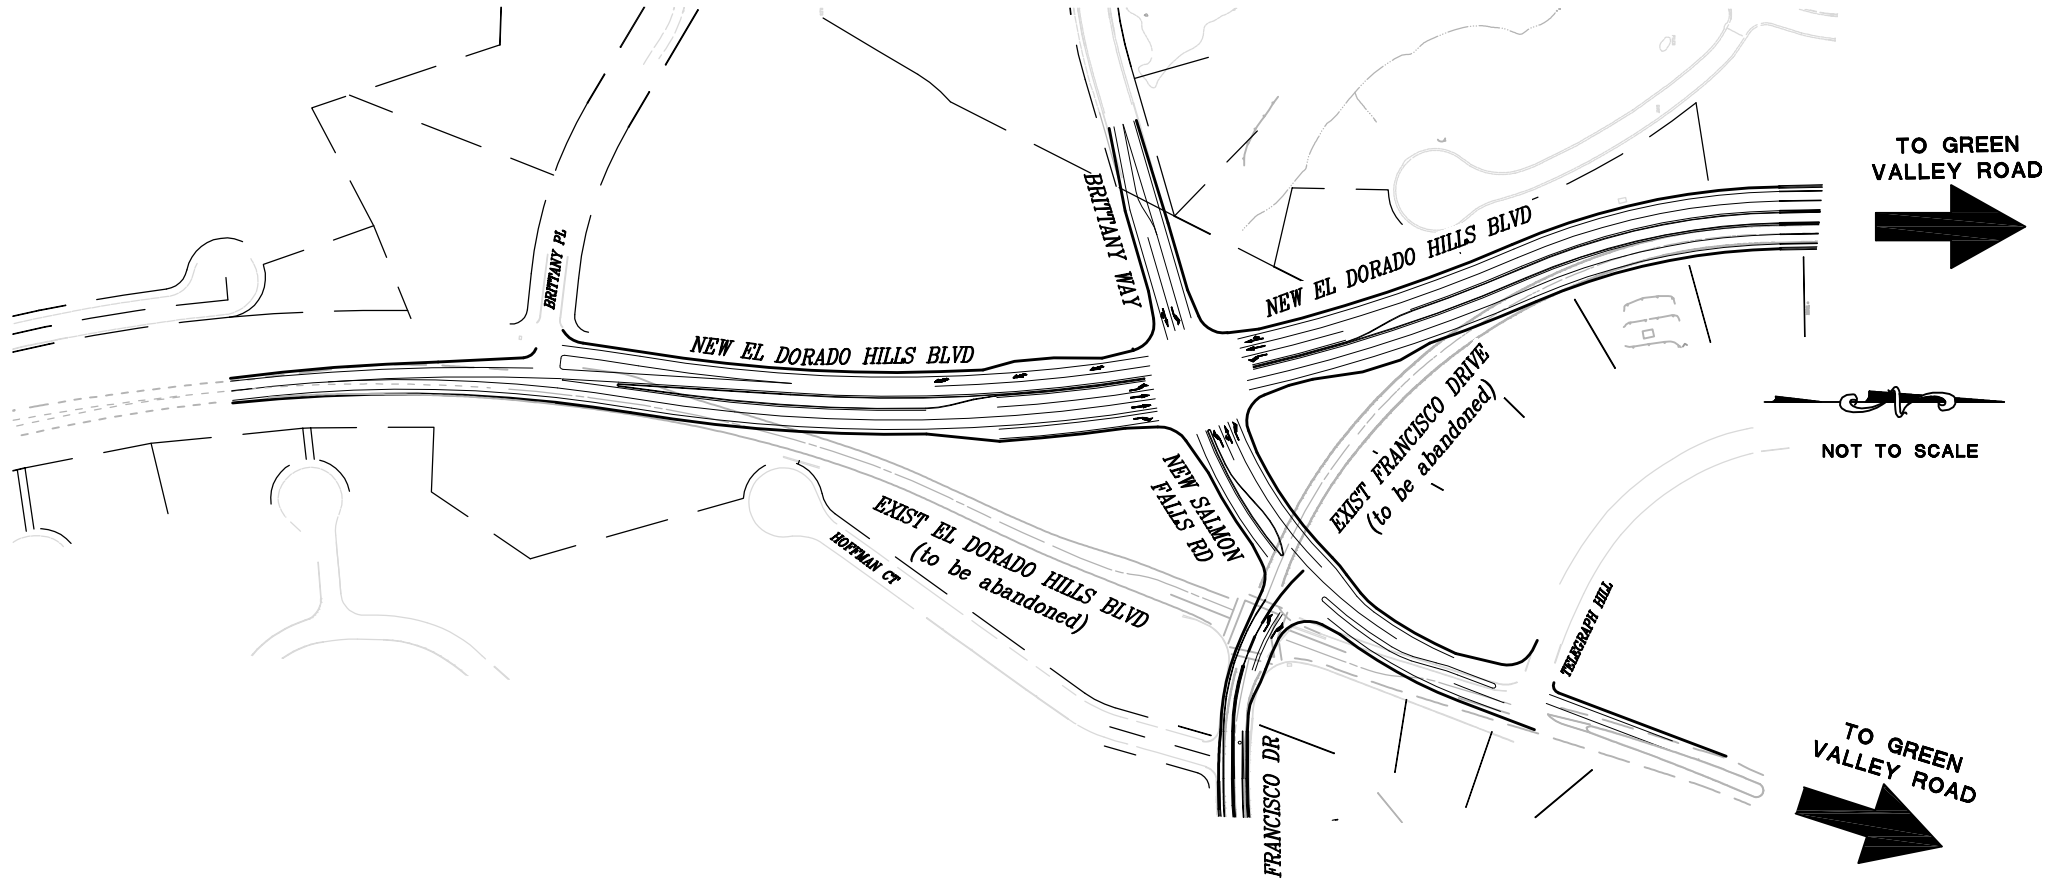 TO GREEN
VALLEY ROAD
BRITTANY WAY
NEW EL DORADO HILLS BLVD
BRITTANY PL
NEW EL DORADO HILLS BLVD
EXIST FRANCISCO DRIVE
(to be abandoned)
NOT TO SCALE
NEW SALMON
FALLS RD
EXIST EL DORADO HILLS BLVD
(to be abandoned)
HOFFMAN CT
TELEGRAPH HILL
FRANCISCO DR
TO GREEN
VALLEY ROAD